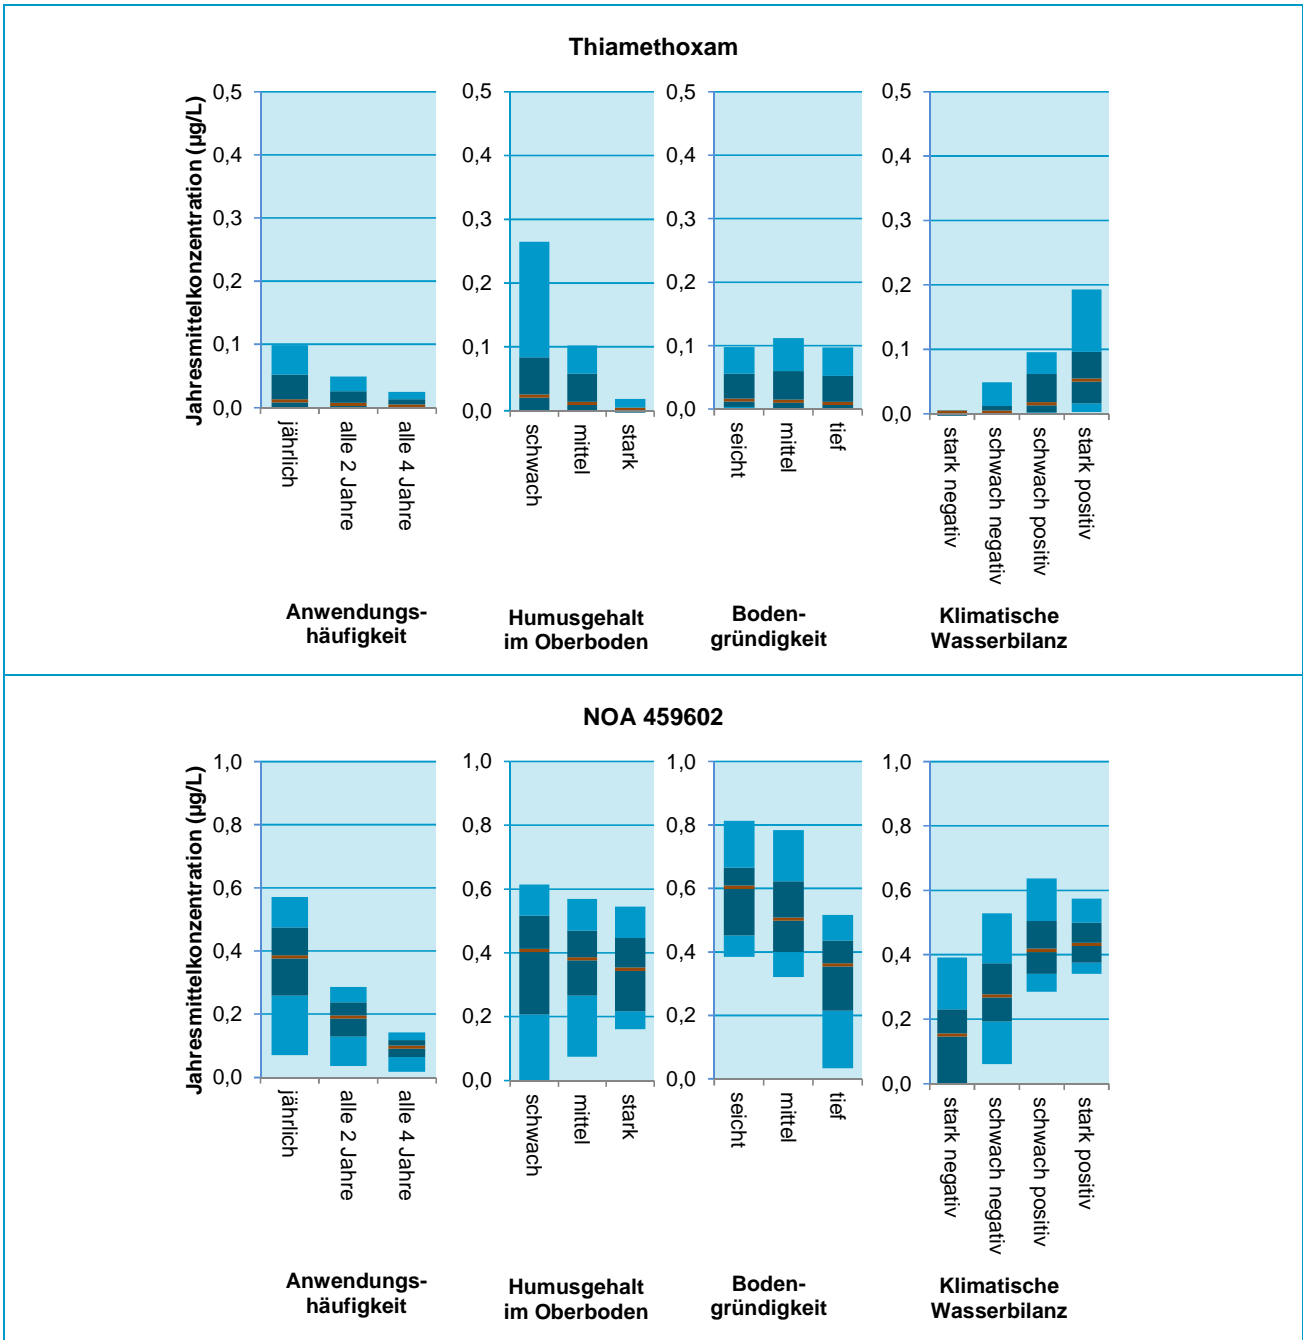 Thiamethoxam
Jahresmittelkonzentration (µg/L)
0,5
0,4
0,3
0,2
0,1
0,0
jährlich
alle 2 Jahre
alle 4 Jahre
Anwendungs-
häufigkeit
0,5
0,4
0,3
0,2
0,1
0,0
schwach
mittel
stark
Humusgehalt
im Oberboden
0,5
0,4
0,3
0,2
0,1
0,0
seicht
mittel
tief
Boden-
gründigkeit
0,5
0,4
0,3
0,2
0,1
0,0
stark negativ
schwach negativ
schwach positiv
stark positiv
Klimatische
Wasserbilanz
NOA 459602
Jahresmittelkonzentration (µg/L)
1,0
0,8
0,6
0,4
0,2
0,0
jährlich
alle 2 Jahre
alle 4 Jahre
Anwendungs-
häufigkeit
1,0
0,8
0,6
0,4
0,2
0,0
schwach
mittel
stark
Humusgehalt
im Oberboden
1,0
0,8
0,6
0,4
0,2
0,0
seicht
mittel
tief
Boden-
gründigkeit
1,0
0,8
0,6
0,4
0,2
0,0
stark negativ
schwach negativ
schwach positiv
stark positiv
Klimatische
Wasserbilanz